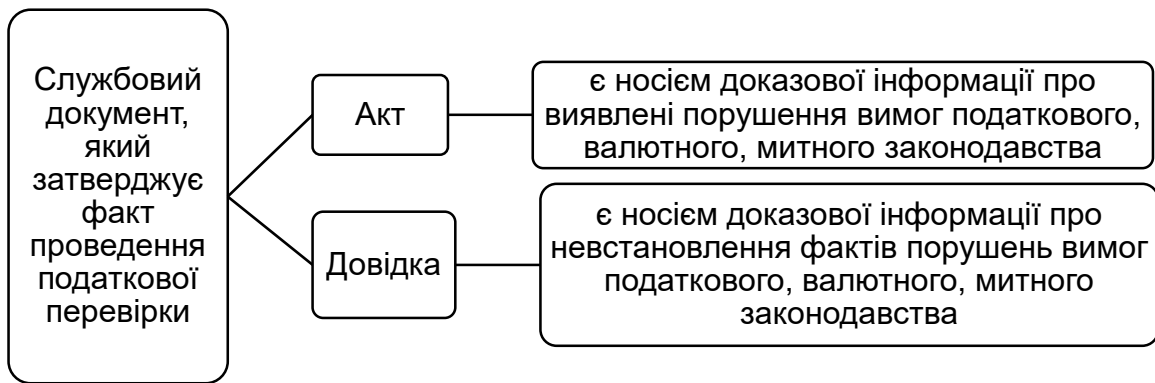 Службовий
документ,
який
затверджує
факт
проведення
податкової
перевірки
Акт
є носієм доказової інформації про
виявлені порушення вимог податкового,
валютного, митного законодавства
Довідка
є носієм доказової інформації про
невстановлення фактів порушень вимог
податкового, валютного, митного
законодавства